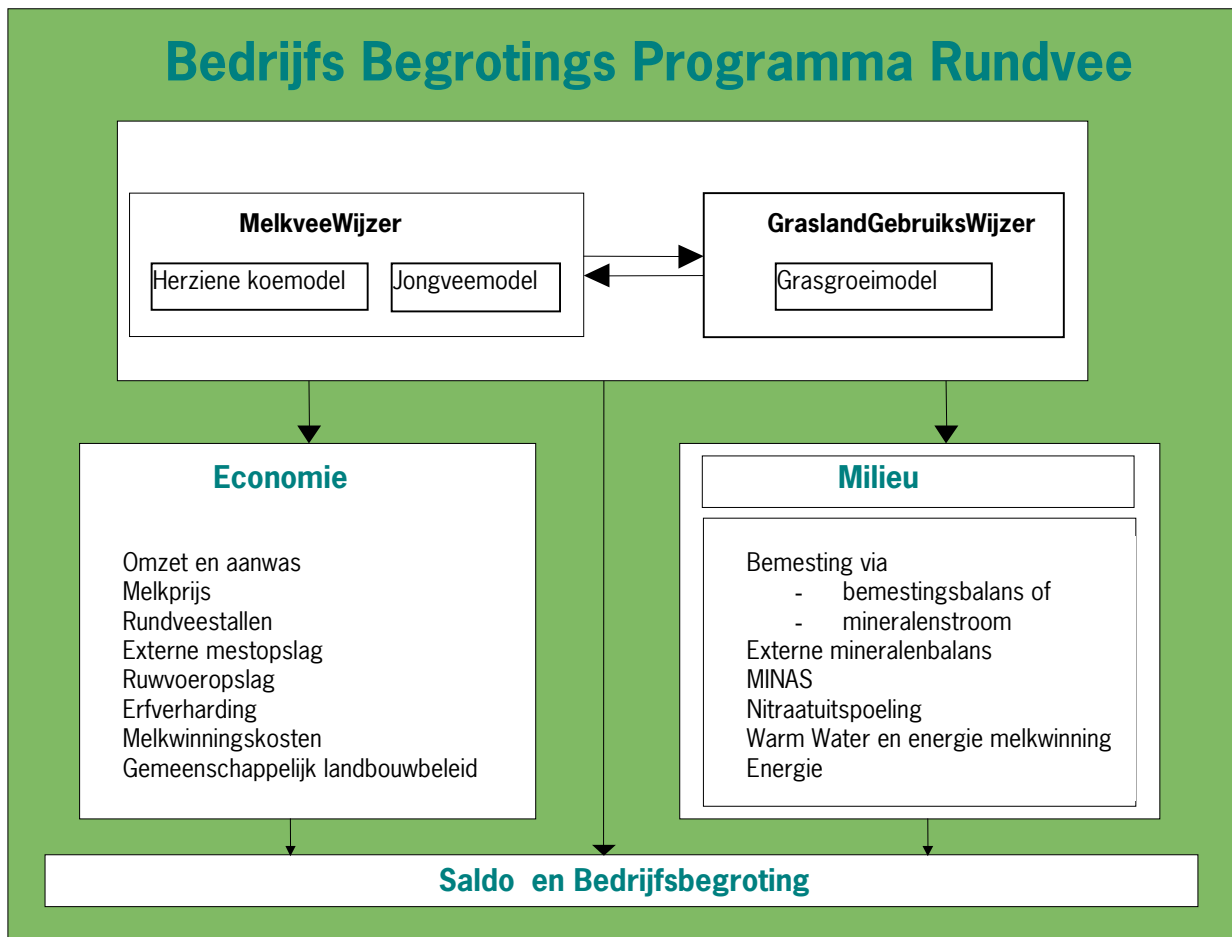 Bedrijfs Begrotings Programma Rundvee
MelkveeWijzer
Herziene koemodel
Jongveemodel
GraslandGebruiksWijzer
Grasgroeimodel
Economie
Omzet en aanwas
Melkprijs
Rundveestallen
Externe mestopslag
Ruwvoeropslag
Erfverharding
Melkwinningskosten
Gemeenschappelijk landbouwbeleid
Milieu
Bemesting via
- bemestingsbalans of
- mineralenstroom
Externe mineralenbalans
MINAS
Nitraatuitspoeling
Warm Water en energie melkwinning
Energie
Saldo en Bedrijfsbegroting